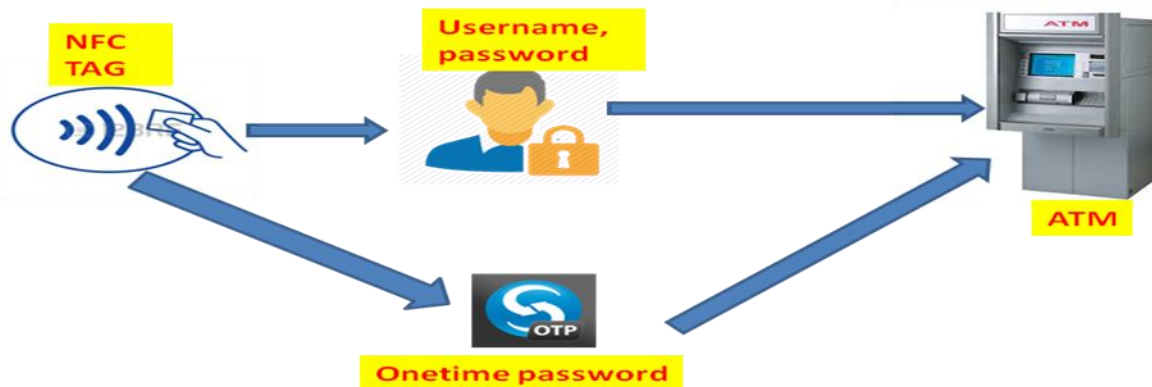 NFC
TAG
Username,
password
ATM
ATM
OTP
Onetime password